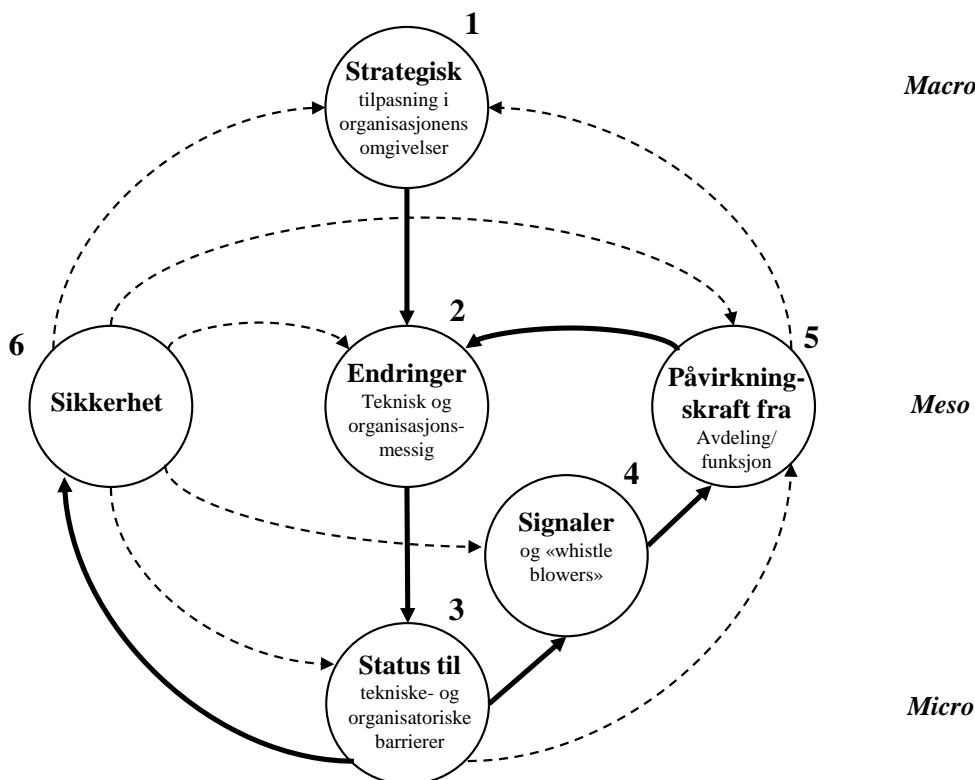 1
Strategisk
tilpasning i
organisasjonens
omgivelser
Macro
2
Endringer
Teknisk og
organisasjons-
messig
6
Sikkerhet
5
Påvirkning-
skraft fra
Avdeling/
funksjon
Meso
4
Signaler
og «whistle
blowers»
3
Status til
tekniske- og
organisatoriske
barrierer
Micro